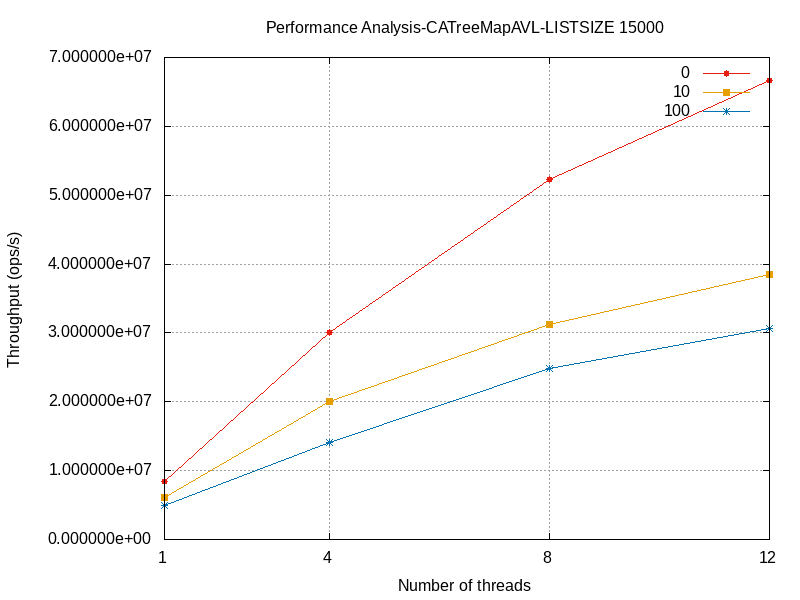 Performance Analysis-CATreeMapAVL-LISTSIZE 15000
7.000000e+07
6.000000e+07
5.000000e+07
4.000000e+07
3.000000e+07
2.000000e+07
1.000000e+07
0.000000e+00
Throughput (ops/s)
0
10
100
1 4 8 12
Number of threads